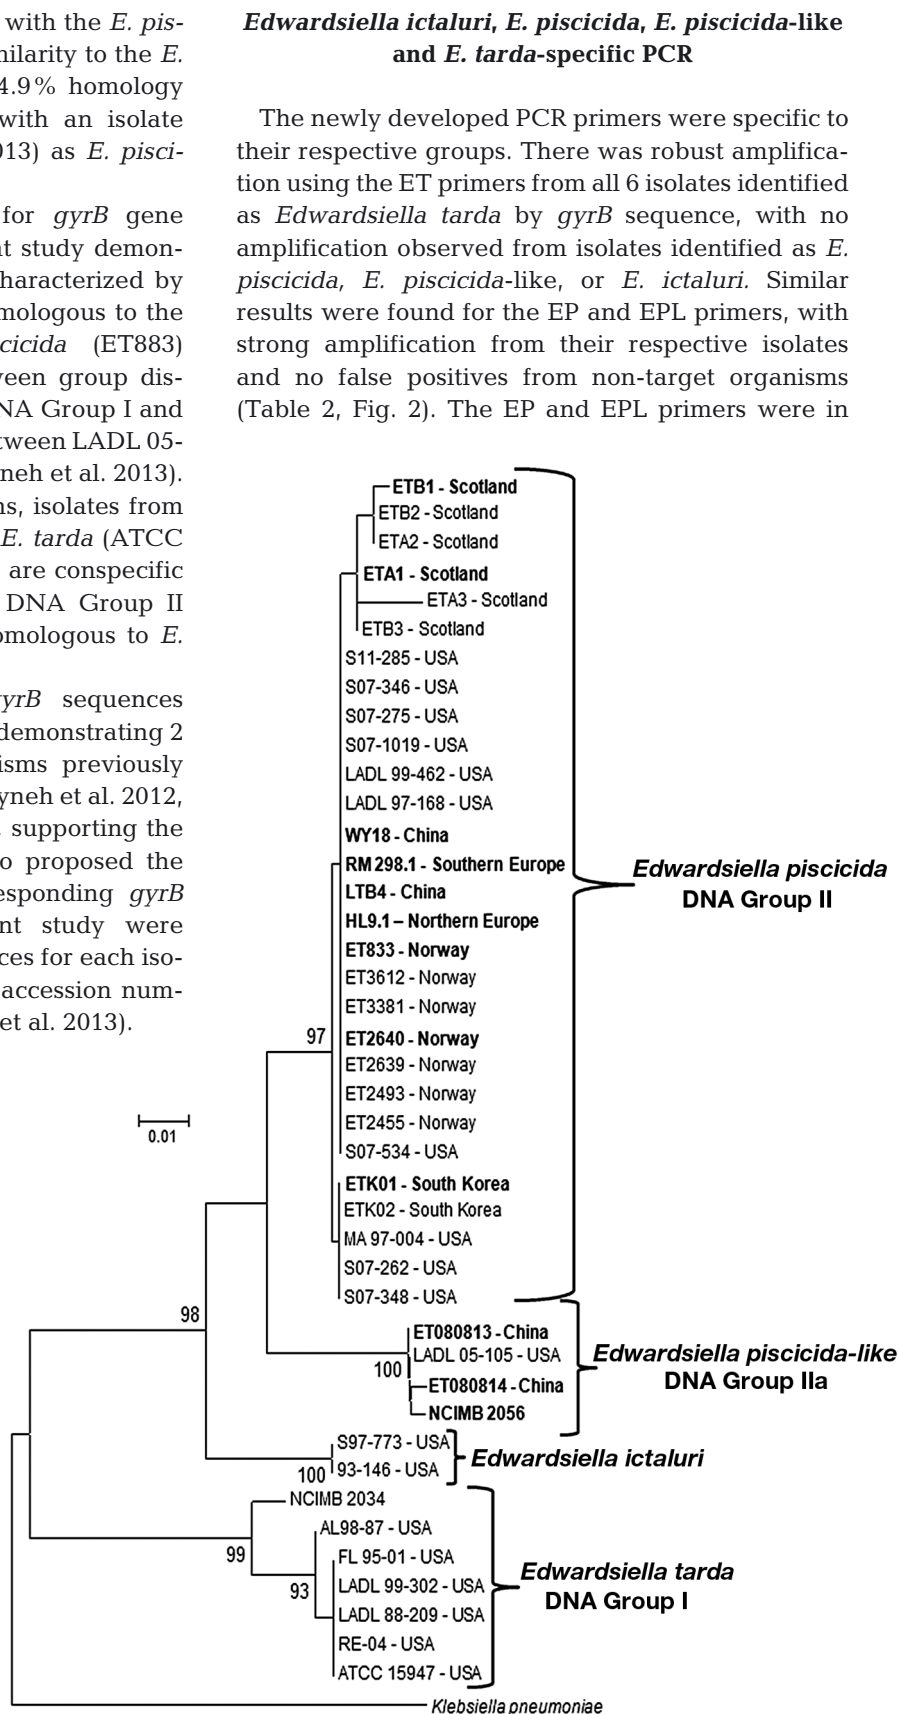 with the E. pis-
milarity to the E.
4.9% homology
with an isolate
013) as E. pisci-
for gyrB gene
nt study demon-
haracterized by
mologous to the
cicida (ET883)
veen group dis-
NA Group I and
tween LADL 05-
neh et al. 2013).
ns, isolates from
E. tarda (ATCC
are conspecific
DNA Group II
omologous to E.
yrB sequences
demonstrating 2
isms previously
yneh et al. 2012,
supporting the
o proposed the
esponding gyrB
nt study were
ces for each iso-
accession num-
et al. 2013).
Edwardsiella ictaluri, E. piscicida, E. piscicida-like
and E. tarda-specific PCR
The newly developed PCR primers were specific to
their respective groups. There was robust amplifica-
tion using the ET primers from all 6 isolates identified
as Edwardsiella tarda by gyrB sequence, with no
amplification observed from isolates identified as E.
piscicida, E. piscicida-like, or E. ictaluri. Similar
results were found for the EP and EPL primers, with
strong amplification from their respective isolates
and no false positives from non-target organisms
(Table 2, Fig. 2). The EP and EPL primers were in
ETB1 - Scotland
ETB2 - Scotland
ETA2 - Scotland
ETA1 - Scotland
ETA3 - Scotland
ETB3 - Scotland
S11-285 - USA
S07-346 - USA
S07-275 - USA
S07-1019 - USA
LADL 99-462 - USA
LADL 97-168 - USA
WY18 - China
RM 298.1 - Southern Europe
LTB4 - China
HL9.1 – Northern Europe
ET833 - Norway
ET3612 - Norway
ET3381 - Norway
ET2640 - Norway
ET2639 - Norway
ET2493 - Norway
ET2455 - Norway
S07-534 - USA
ETK01 - South Korea
ETK02 - South Korea
MA 97-004 - USA
S07-262 - USA
S07-348 - USA
Edwardsiella piscicida
DNA Group II
97
0.01
98
ET080813 - China
LADL 05-105 - USA
100
ET080814 - China
NCIMB 2056
Edwardsiella piscicida-like
DNA Group IIa
S97-773 - USA
93-146 - USA
100
Edwardsiella ictaluri
NCIMB 2034
AL98-87 - USA
99
FL 95-01 - USA
93
LADL 99-302 - USA
LADL 88-209 - USA
RE-04 - USA
ATCC 15947 - USA
Edwardsiella tarda
DNA Group I
Klebsiella pneumoniae